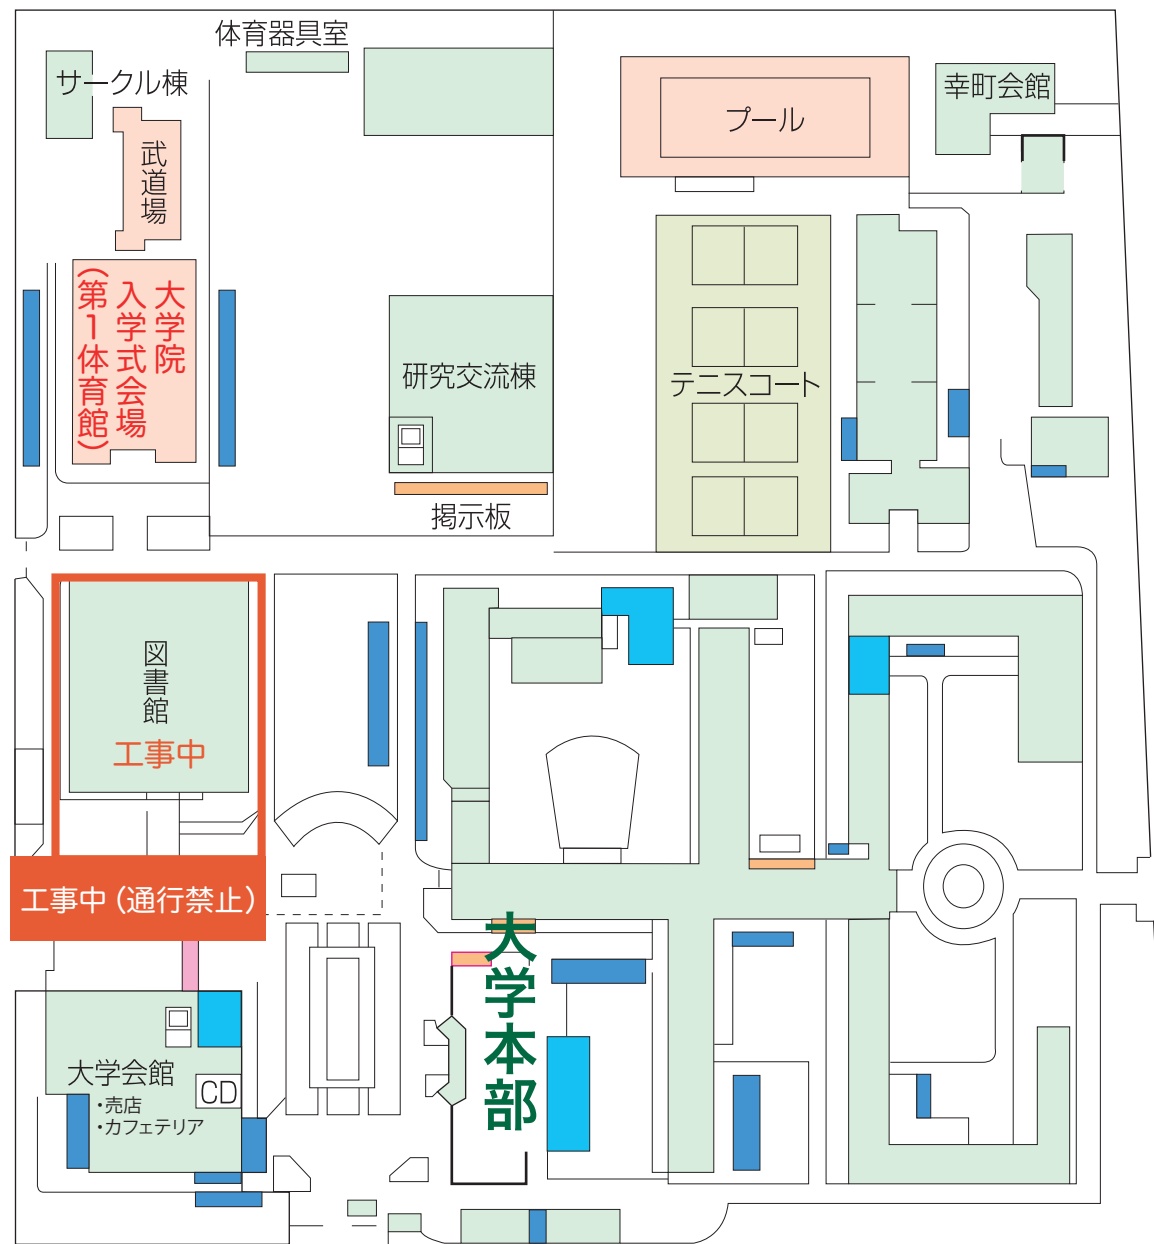 体育器具室
サークル棟
武道場
大学院
入学式会場
（第1体育館）
プール
幸町会館
研究交流棟
掲示板
テニスコート
図書館
工事中
工事中（通行禁止）
大学本部
大学会館
・売店
・カフェテリア
CD